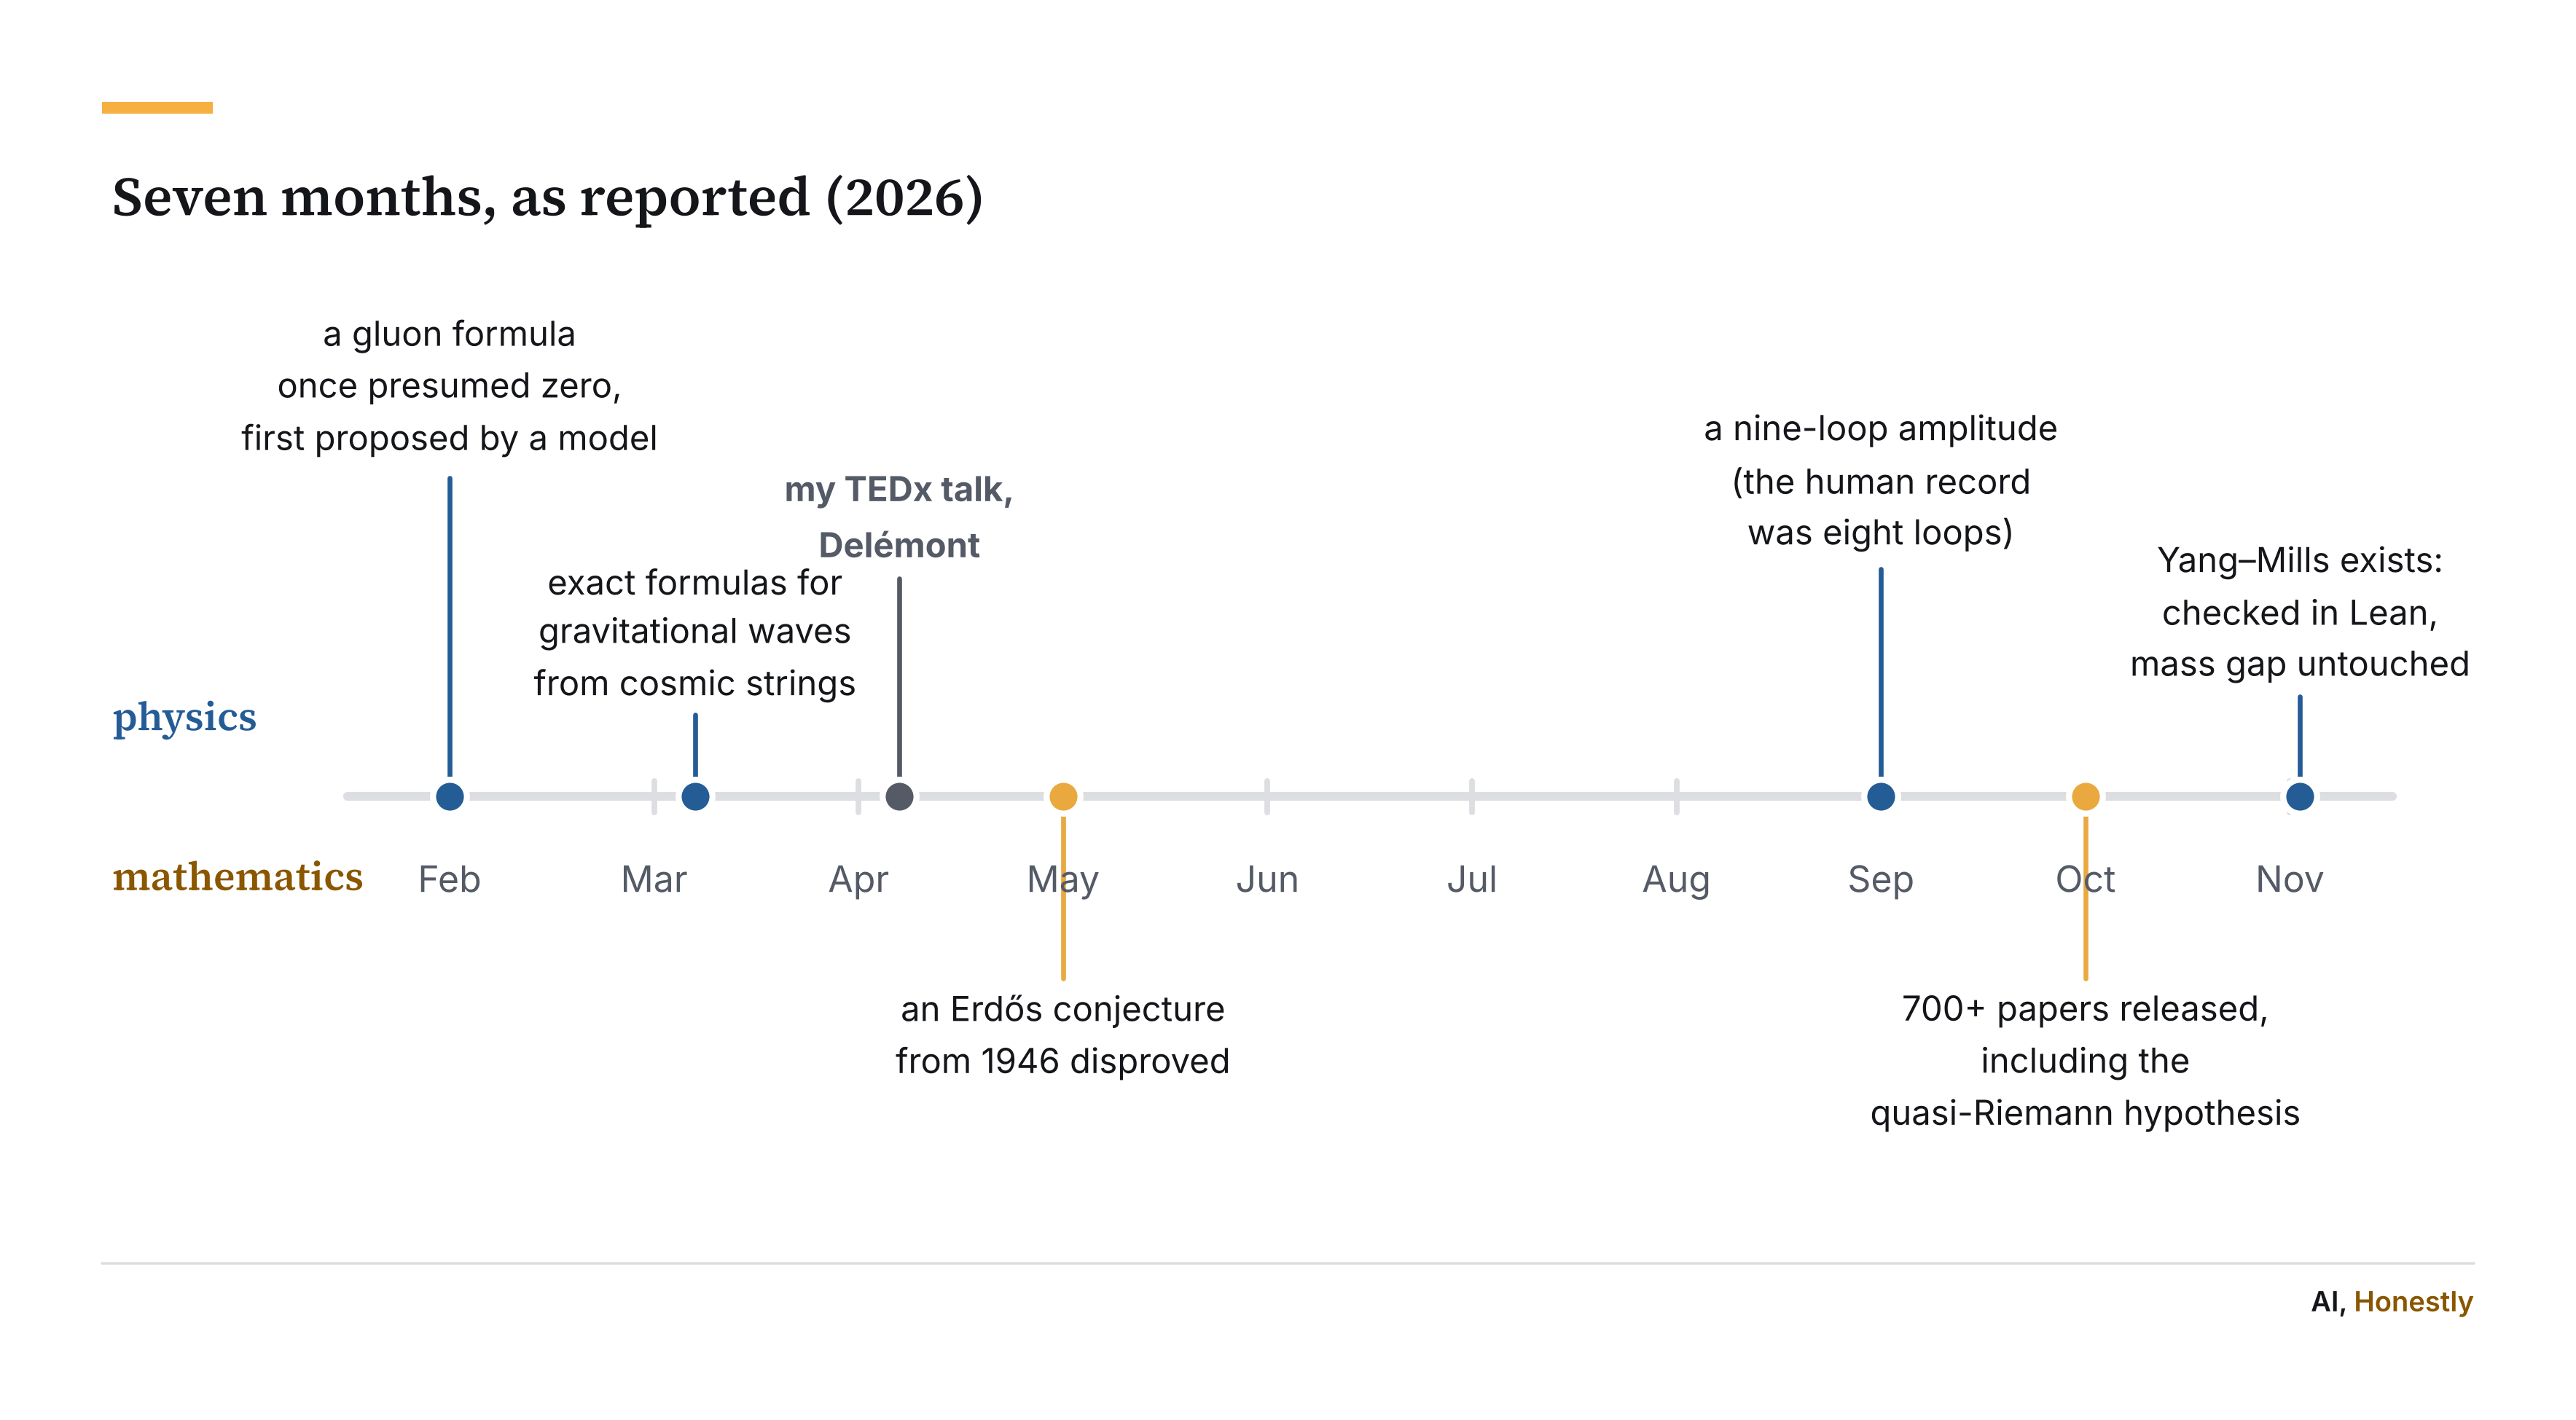 Seven months, as reported (2026)
a gluon formula
once presumed zero,
first proposed by a model
my TEDx talk,
Delémont
exact formulas for
gravitational waves
from cosmic strings
a nine-loop amplitude
(the human record
was eight loops)
Yang–Mills exists:
checked in Lean,
mass gap untouched
physics
mathematics
Feb
Mar
Apr
May
Jun
Jul
Aug
Sep
Oct
Nov
an Erdős conjecture
from 1946 disproved
700+ papers released,
including the
quasi-Riemann hypothesis
AI, Honestly